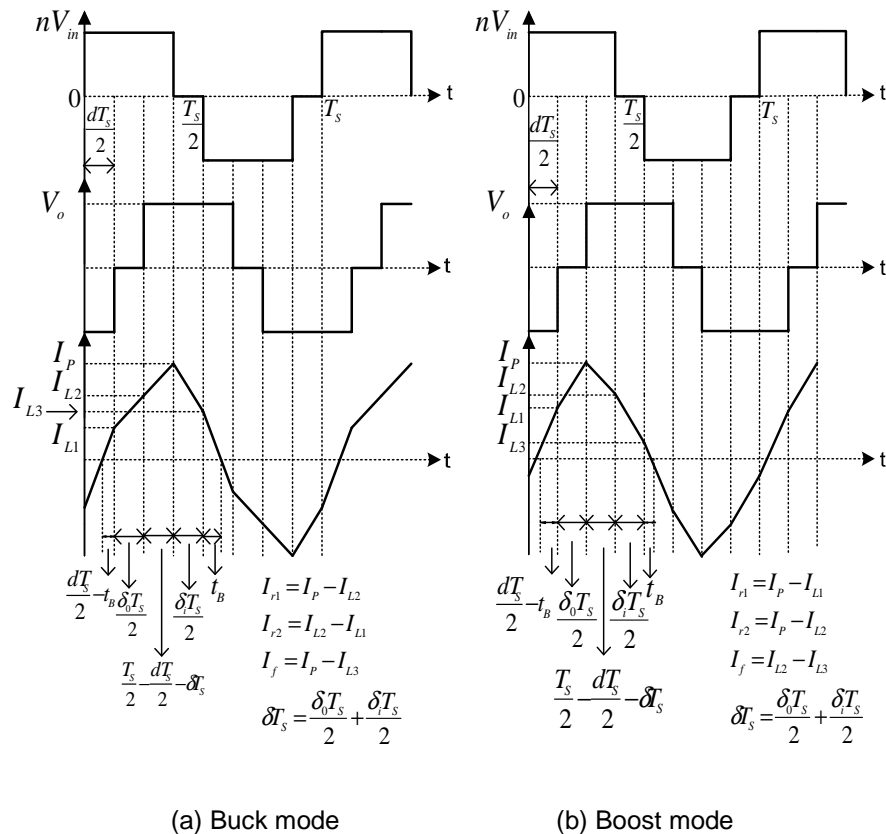 nV_in
0
t
dT_S/2
T_S/2
T_S
V_o
t
I_P
I_L2
I_L3
I_L1
t
dT_S/2 − t_B
δ_0T_S/2
δ_iT_S/2
t_B
T_S/2 − dT_S/2 − δT_S
I_r1 = I_P − I_L2
I_r2 = I_L2 − I_L1
I_f = I_P − I_L3
δT_S = δ_0T_S/2 + δ_iT_S/2
(a) Buck mode
nV_in
0
t
dT_S/2
T_S/2
T_S
V_o
t
I_P
I_L2
I_L1
I_L3
t
dT_S/2 − t_B
δ_0T_S/2
δ_iT_S/2
t_B
T_S/2 − dT_S/2 − δT_S
I_r1 = I_P − I_L1
I_r2 = I_P − I_L2
I_f = I_L2 − I_L3
δT_S = δ_0T_S/2 + δ_iT_S/2
(b) Boost mode